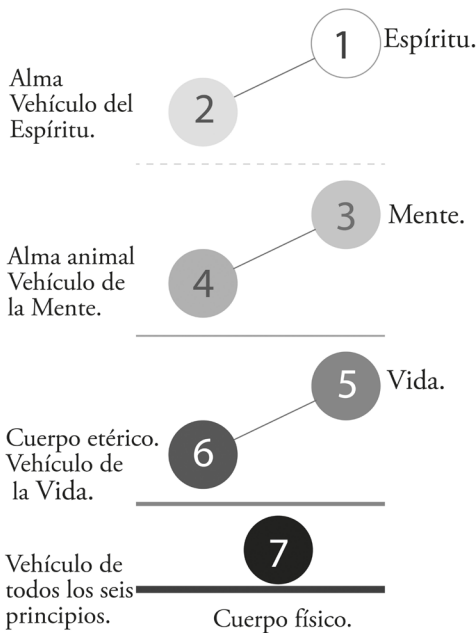 1
Espíritu.
Alma
Vehículo del
Espíritu.
2
3
Mente.
Alma animal
Vehículo de
la Mente.
4
5
Vida.
Cuerpo etérico.
Vehículo de
la Vida.
6
7
Vehículo de
todos los seis
principios.
Cuerpo físico.